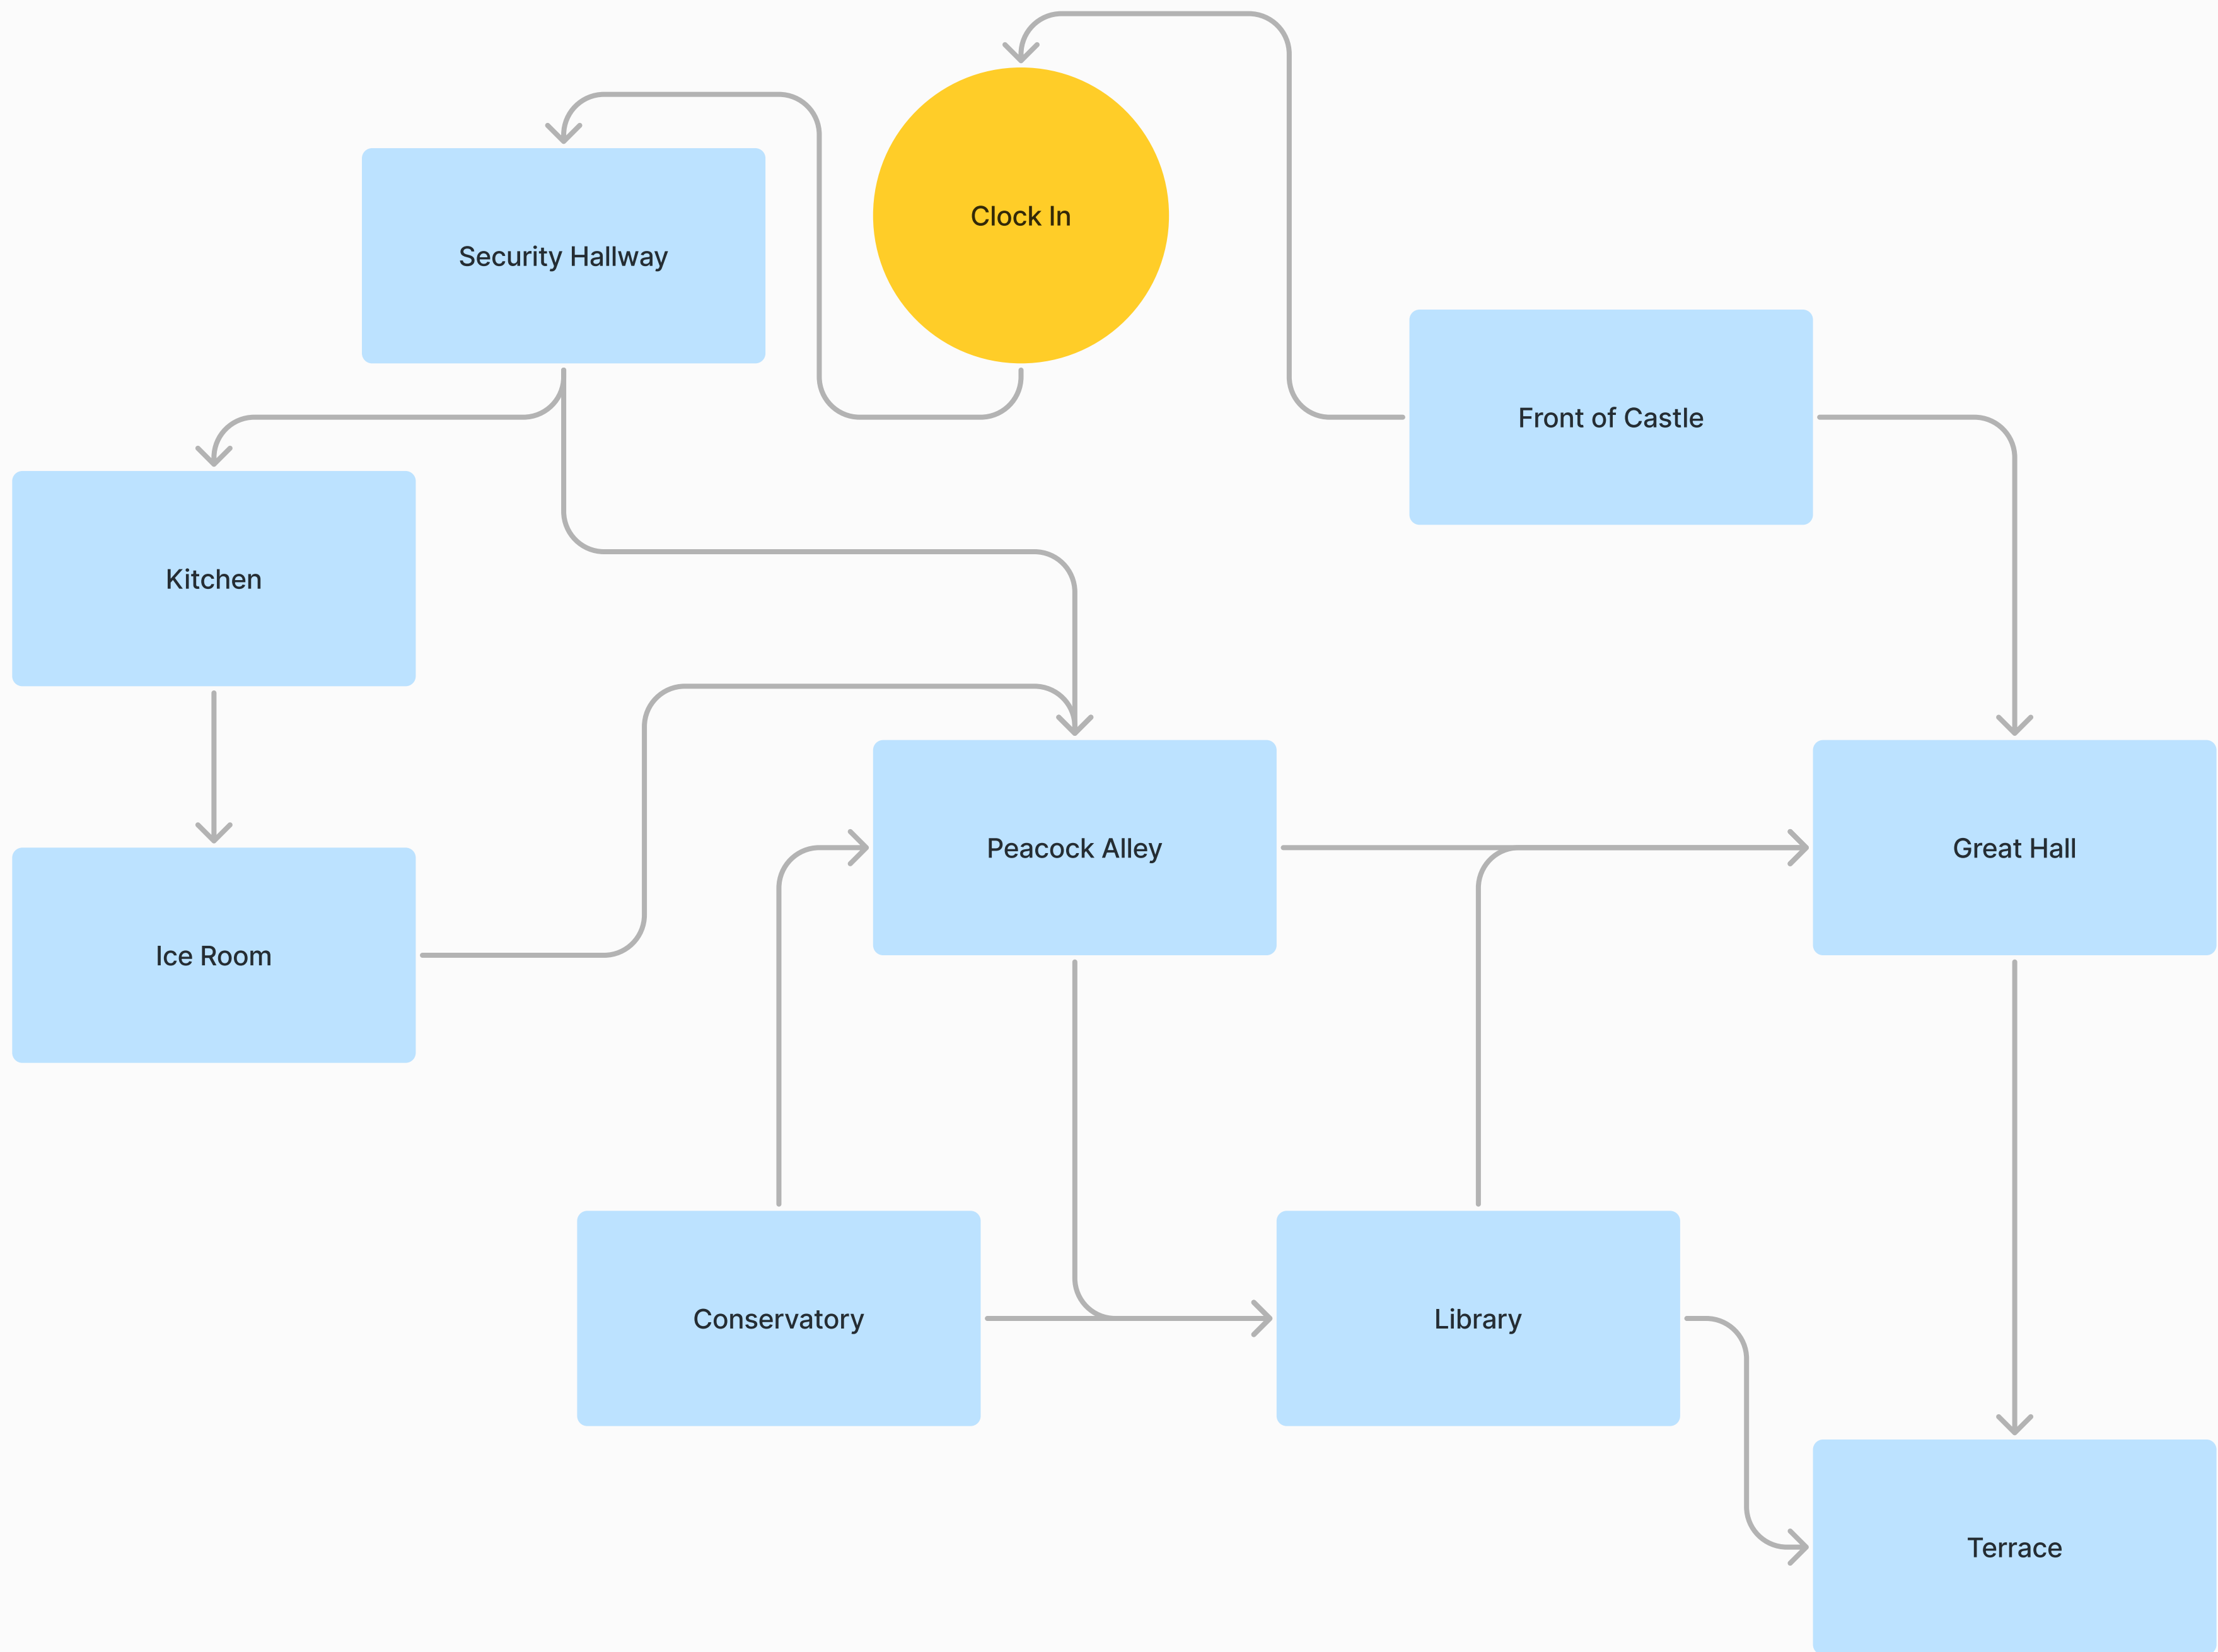 Clock In
Security Hallway
Front of Castle
Kitchen
Peacock Alley
Great Hall
Ice Room
Conservatory
Library
Terrace